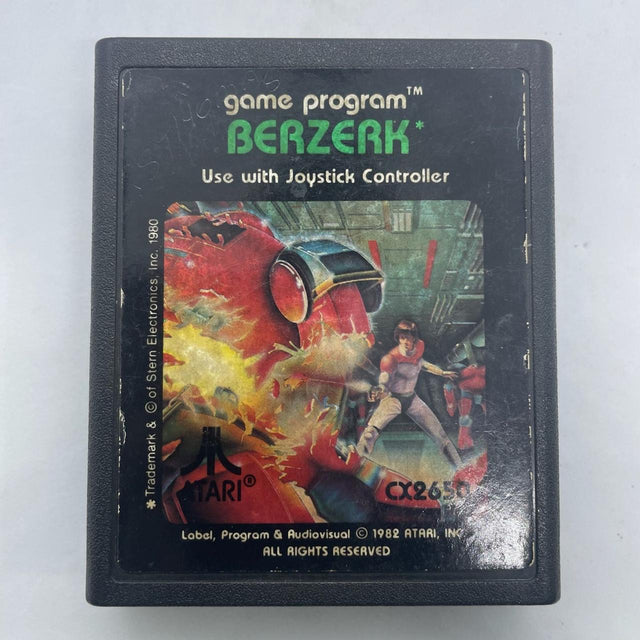 game program™
BERZERK*
Use with Joystick Controller
* Trademark & © of Stern Electronics, Inc. 1980
ATARI®
Label, Program & Audiovisual © 1982 ATARI,
ALL RIGHTS RESERVED